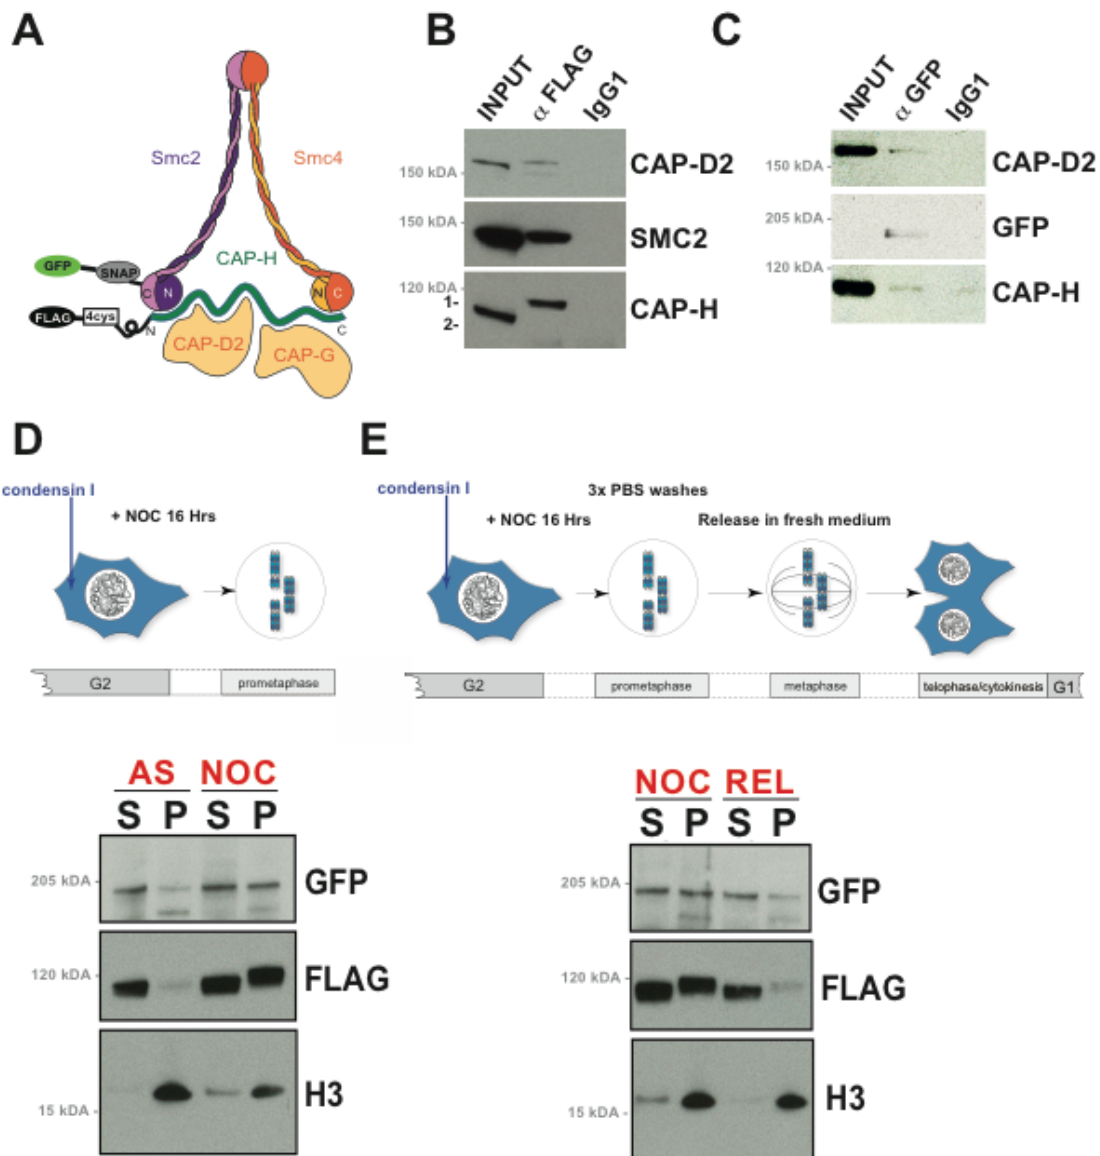 A
Smc2
Smc4
CAP-H
GFP
SNAP
C
N
N
C
FLAG
4cys
N
C
CAP-D2
CAP-G
B
INPUT
α FLAG
IgG1
150 kDA -
CAP-D2
150 kDA -
SMC2
120 kDA -
1-
2-
CAP-H
C
INPUT
α GFP
IgG1
150 kDA -
CAP-D2
205 kDA -
GFP
120 kDA -
CAP-H
D
condensin I
+ NOC 16 Hrs
G2
prometaphase
AS NOC
S P S P
205 kDA -
GFP
120 kDA -
FLAG
15 kDA -
H3
E
condensin I
+ NOC 16 Hrs
3x PBS washes
Release in fresh medium
G2
prometaphase
metaphase
telophase/cytokinesis
G1
NOC REL
S P S P
205 kDA -
GFP
120 kDA -
FLAG
15 kDA -
H3